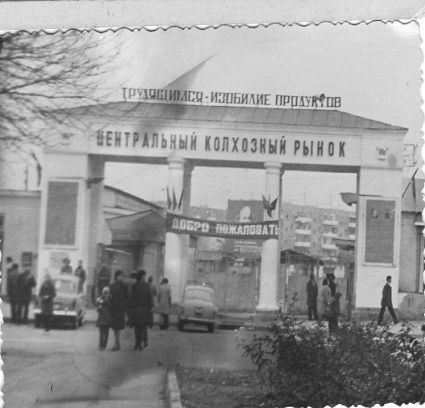 ТРУДЯЩИМСЯ - ИЗОБИЛИЕ ПРОДУКТОВ
ЦЕНТРАЛЬНЫЙ КОЛХОЗНЫЙ РЫНОК
ДОБРО ПОЖАЛОВАТЬ